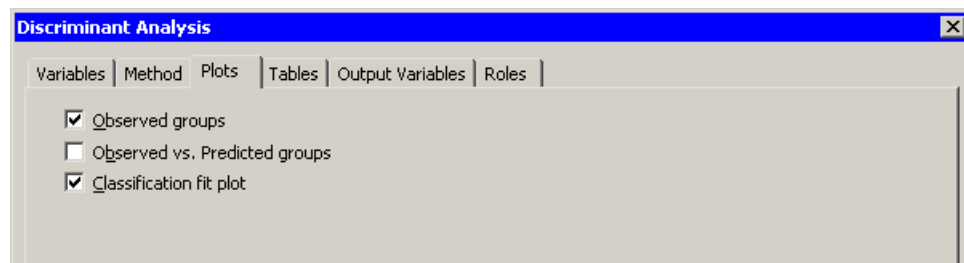 Discriminant Analysis
Variables Method Plots Tables Output Variables Roles
Observed groups
Observed vs. Predicted groups
Classification fit plot